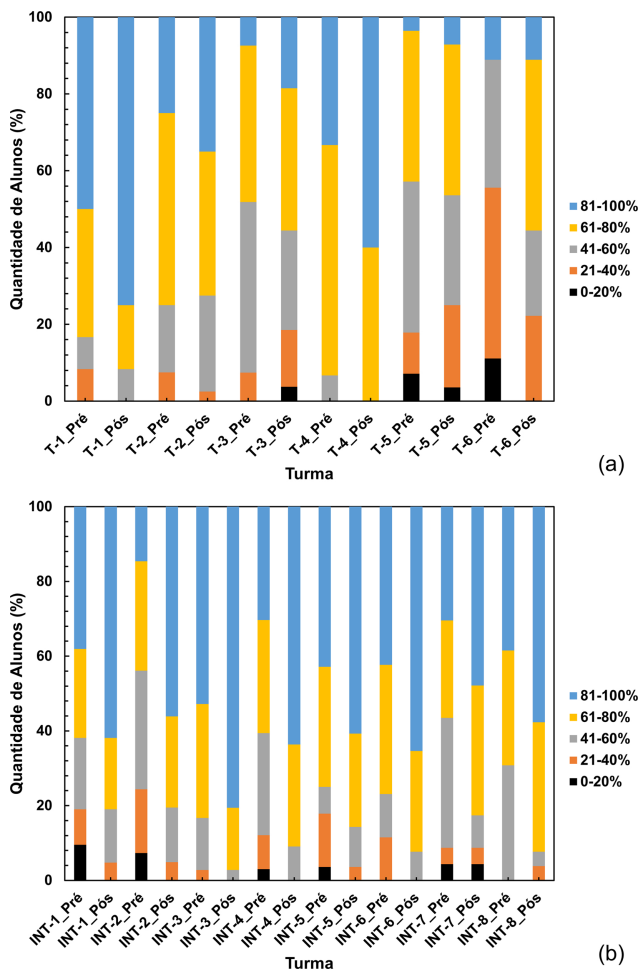 100
80
60
40
20
0
Quantidade de Alunos (%)
81-100%
61-80%
41-60%
21-40%
0-20%
T-1_Pré
T-1_Pós
T-2_Pré
T-2_Pós
T-3_Pré
T-3_Pós
T-4_Pré
T-4_Pós
T-5_Pré
T-5_Pós
T-6_Pré
T-6_Pós
Turma
(a)
100
80
60
40
20
0
Quantidade de Alunos (%)
81-100%
61-80%
41-60%
21-40%
0-20%
INT-1_Pré
INT-1_Pós
INT-2_Pré
INT-2_Pós
INT-3_Pré
INT-3_Pós
INT-4_Pré
INT-4_Pós
INT-5_Pré
INT-5_Pós
INT-6_Pré
INT-6_Pós
INT-7_Pré
INT-7_Pós
INT-8_Pré
INT-8_Pós
Turma
(b)